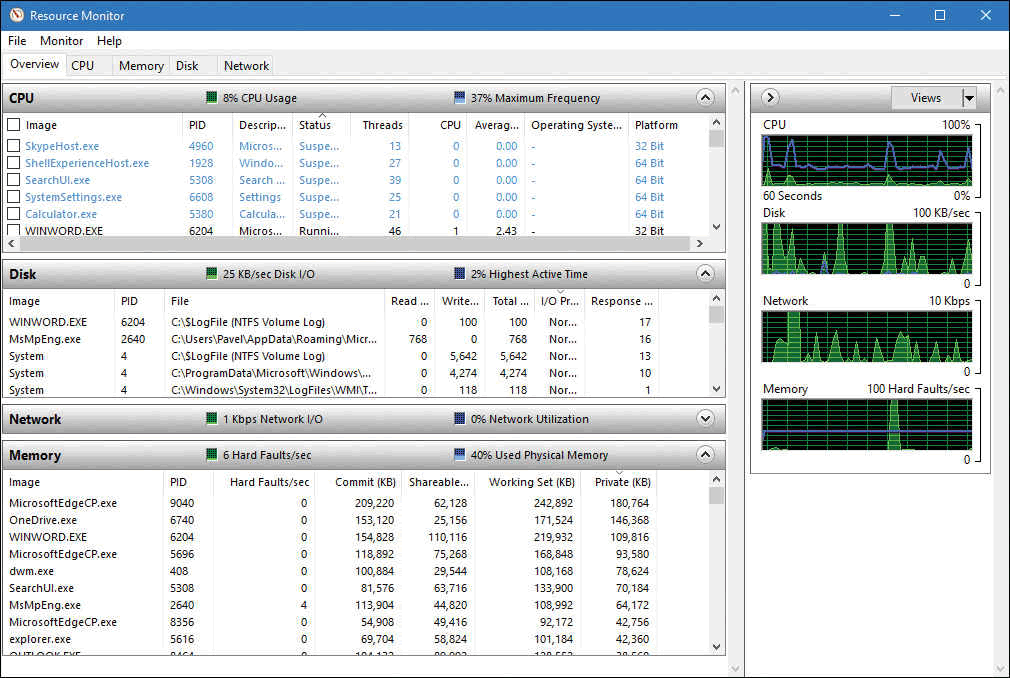 Resource Monitor
File Monitor Help
Overview CPU Memory Disk Network
CPU 8% CPU Usage 37% Maximum Frequency
Image PID Descrip... Status Threads CPU Averag... Operating Syste... Platform
SkypeHost.exe 4960 Micros... Suspe... 13 0 0.00 - 32 Bit
ShellExperienceHost.exe 1928 Windo... Suspe... 27 0 0.00 - 64 Bit
SearchUI.exe 5308 Search ... Suspe... 39 0 0.00 - 64 Bit
SystemSettings.exe 6608 Settings Suspe... 25 0 0.00 - 64 Bit
Calculator.exe 5380 Calcula... Suspe... 21 0 0.00 - 64 Bit
WINWORD.EXE 6204 Micros... Runni... 46 1 2.43 - 32 Bit
Disk 25 KB/sec Disk I/O 2% Highest Active Time
Image PID File Read ... Write... Total ... I/O Pr... Response ...
WINWORD.EXE 6204 C:\$LogFile (NTFS Volume Log) 0 100 100 Nor... 17
MsMpEng.exe 2640 C:\Users\Pavel\AppData\Roaming\Micr... 768 0 768 Nor... 16
System 4 C:\$LogFile (NTFS Volume Log) 0 5,642 5,642 Nor... 13
System 4 C:\ProgramData\Microsoft\Windows\... 0 4,274 4,274 Nor... 10
System 4 C:\Windows\System32\LogFiles\WMI\T... 0 118 118 Nor... 1
Network 1 Kbps Network I/O 0% Network Utilization
Memory 6 Hard Faults/sec 40% Used Physical Memory
Image PID Hard Faults/sec Commit (KB) Shareable... Working Set (KB) Private (KB)
MicrosoftEdgeCP.exe 9040 0 209,220 62,128 242,892 180,764
OneDrive.exe 6740 0 153,120 25,156 171,524 146,368
WINWORD.EXE 6204 0 154,828 110,116 219,932 109,816
MicrosoftEdgeCP.exe 5696 0 118,892 75,268 168,848 93,580
dwm.exe 408 0 100,884 29,544 108,168 78,624
SearchUI.exe 5308 0 81,576 63,716 133,900 70,184
MsMpEng.exe 2640 4 113,904 44,820 108,992 64,172
MicrosoftEdgeCP.exe 8356 0 54,908 49,416 92,172 42,756
explorer.exe 5616 0 69,704 58,824 101,184 42,360
OUTLOOK.EXE
Views
CPU 100%
60 Seconds 0%
Disk 100 KB/sec
0
Network 10 Kbps
0
Memory 100 Hard Faults/sec
0